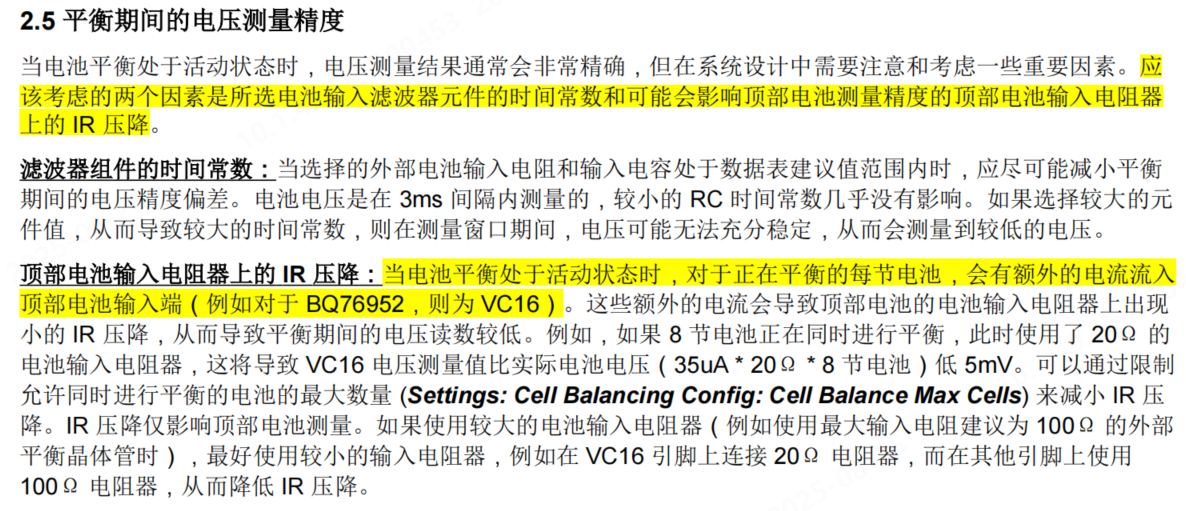 2.5 平衡期间的电压测量精度
当电池平衡处于活动状态时，电压测量结果通常会非常精确，但在系统设计中需要注意和考虑一些重要因素。应
该考虑的两个因素是所选电池输入滤波器元件的时间常数和可能会影响顶部电池测量精度的顶部电池输入电阻器
上的 IR 压降。
滤波器组件的时间常数：当选择的外部电池输入电阻和输入电容处于数据表建议值范围内时，应尽可能减小平衡
期间的电压精度偏差。电池电压是在 3ms 间隔内测量的，较小的 RC 时间常数几乎没有影响。如果选择较大的元
件值，从而导致较大的时间常数，则在测量窗口期间，电压可能无法充分稳定，从而会测量到较低的电压。
顶部电池输入电阻器上的 IR 压降：当电池平衡处于活动状态时，对于正在平衡的每节电池，会有额外的电流流入
顶部电池输入端（例如对于 BQ76952，则为 VC16）。这些额外的电流会导致顶部电池的电池输入电阻器上出现
小的 IR 压降，从而导致平衡期间的电压读数较低。例如，如果 8 节电池正在同时进行平衡，此时使用了 20Ω 的
电池输入电阻器，这将导致 VC16 电压测量值比实际电池电压（35uA * 20Ω * 8 节电池）低 5mV。可以通过限制
允许同时进行平衡的电池的最大数量 (Settings: Cell Balancing Config: Cell Balance Max Cells) 来减小 IR 压
降。IR 压降仅影响顶部电池测量。如果使用较大的电池输入电阻器（例如使用最大输入电阻建议为 100Ω 的外部
平衡晶体管时），最好使用较小的输入电阻器，例如在 VC16 引脚上连接 20Ω 电阻器，而在其他引脚上使用
100Ω 电阻器，从而降低 IR 压降。